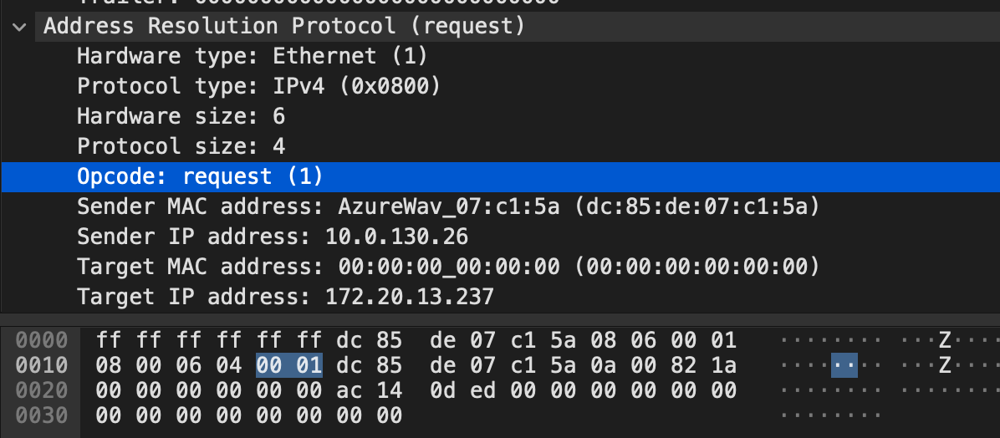 Trailer: 0000000000000000000000000000
Address Resolution Protocol (request)
Hardware type: Ethernet (1)
Protocol type: IPv4 (0x0800)
Hardware size: 6
Protocol size: 4
Opcode: request (1)
Sender MAC address: AzureWav_07:c1:5a (dc:85:de:07:c1:5a)
Sender IP address: 10.0.130.26
Target MAC address: 00:00:00_00:00:00 (00:00:00:00:00:00)
Target IP address: 172.20.13.237
0000 ff ff ff ff ff ff dc 85 de 07 c1 5a 08 06 00 01 ········ ···Z····
0010 08 00 06 04 00 01 dc 85 de 07 c1 5a 0a 00 82 1a ········ ···Z····
0020 00 00 00 00 00 00 ac 14 0d ed 00 00 00 00 00 00 ········ ········
0030 00 00 00 00 00 00 00 00 ········